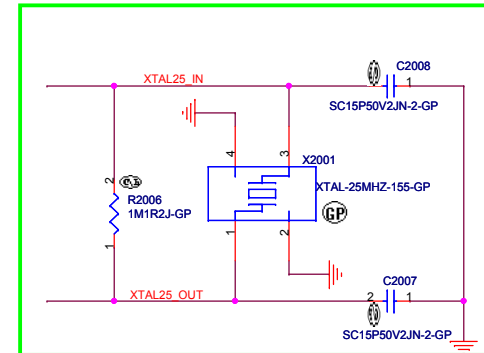 C2008
XTAL25_IN
1
SC15P50V2JN-2-GP
4
3
X2001
2
XTAL-25MHZ-155-GP
R2006
1M1R2J-GP
GP
1
1
2
C2007
XTAL25_OUT
2
1
SC15P50V2JN-2-GP